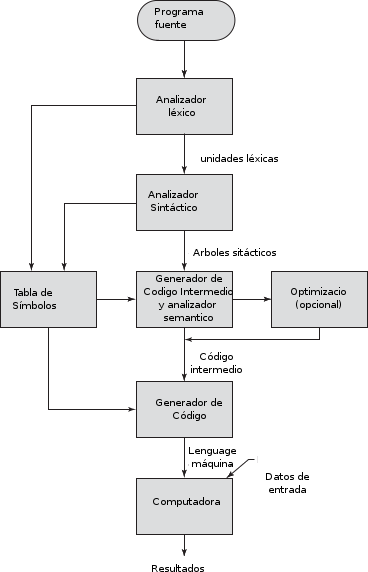 Programa
fuente
Analizador
léxico
unidades léxicas
Analizador
Sintáctico
Arboles sitácticos
Tabla de
Símbolos
Generador de
Codigo Intermedio
y analizador
semantico
Optimizacio
(opcional)
Código
intermedio
Generador de
Código
Lenguage
máquina
Datos de
entrada
Computadora
Resultados